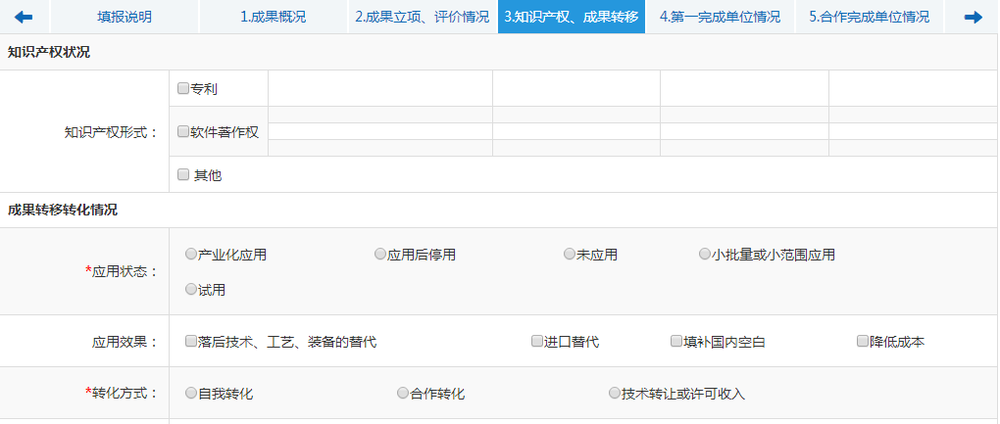 填报说明 1.成果概况 2.成果立项、评价情况 3.知识产权、成果转移 4.第一完成单位情况 5.合作完成单位情况
知识产权状况
专利
知识产权形式： 软件著作权
其他
成果转移转化情况
产业化应用 应用后停用 未应用 小批量或小范围应用
*应用状态：
试用
应用效果： 落后技术、工艺、装备的替代 进口替代 填补国内空白 降低成本
*转化方式： 自我转化 合作转化 技术转让或许可收入